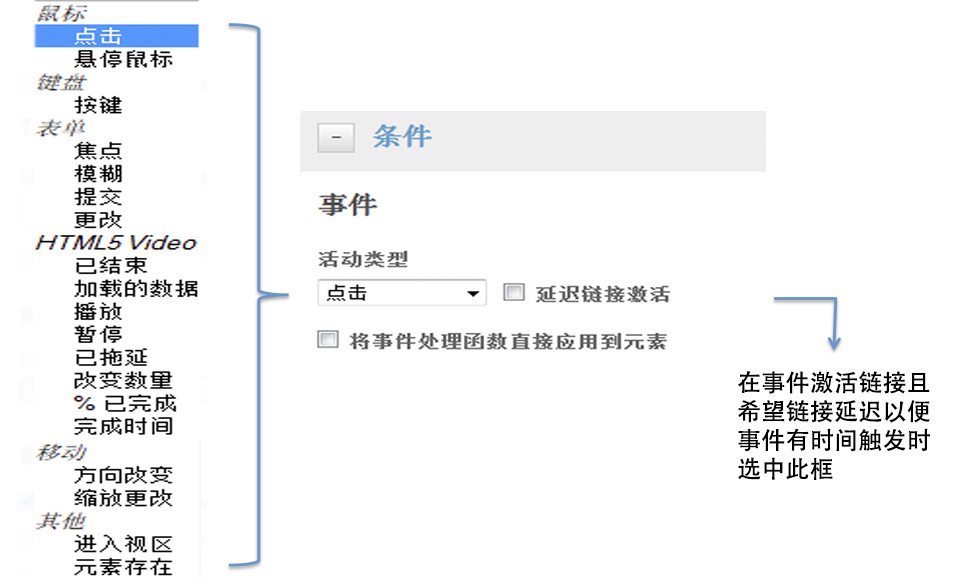 鼠标
点击
悬停鼠标
键盘
按键
表单
焦点
模糊
提交
更改
HTML5 Video
已结束
加载的数据
播放
暂停
已拖延
改变数量
% 已完成
完成时间
移动
方向改变
缩放更改
其他
进入视区
元素存在
- 条件
事件
活动类型
点击 延迟链接激活
将事件处理函数直接应用到元素
在事件激活链接且
希望链接延迟以便
事件有时间触发时
选中此框